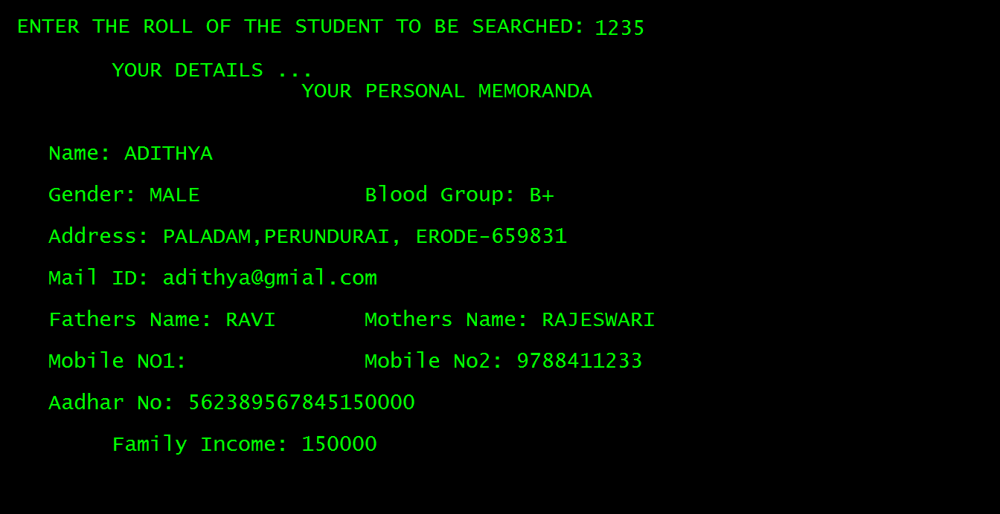 ENTER THE ROLL OF THE STUDENT TO BE SEARCHED: 1235
YOUR DETAILS ...
YOUR PERSONAL MEMORANDA
Name: ADITHYA
Gender: MALE Blood Group: B+
Address: PALADAM,PERUNDURAI, ERODE-659831
Mail ID: adithya@gmial.com
Fathers Name: RAVI Mothers Name: RAJESWARI
Mobile NO1: Mobile No2: 9788411233
Aadhar No: 562389567845150000
Family Income: 150000